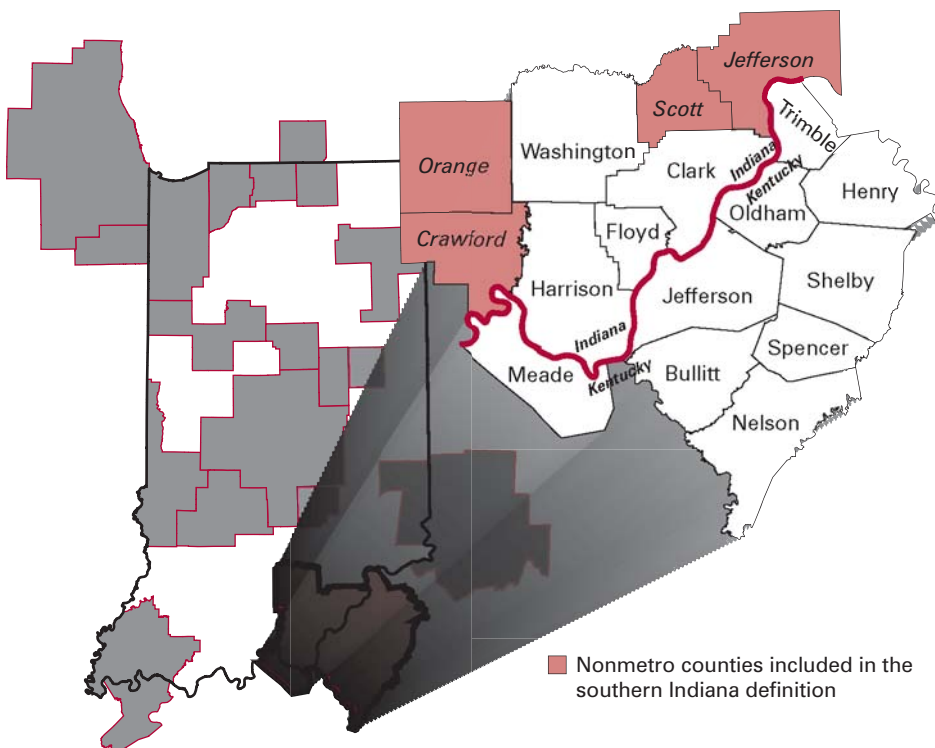 Jefferson
Scott
Trimble
Orange
Washington
Clark
Indiana
Kentucky
Henry
Oldham
Crawford
Floyd
Harrison
Jefferson
Shelby
Indiana
Kentucky
Spencer
Meade
Bullitt
Nelson
Nonmetro counties included in the
southern Indiana definition